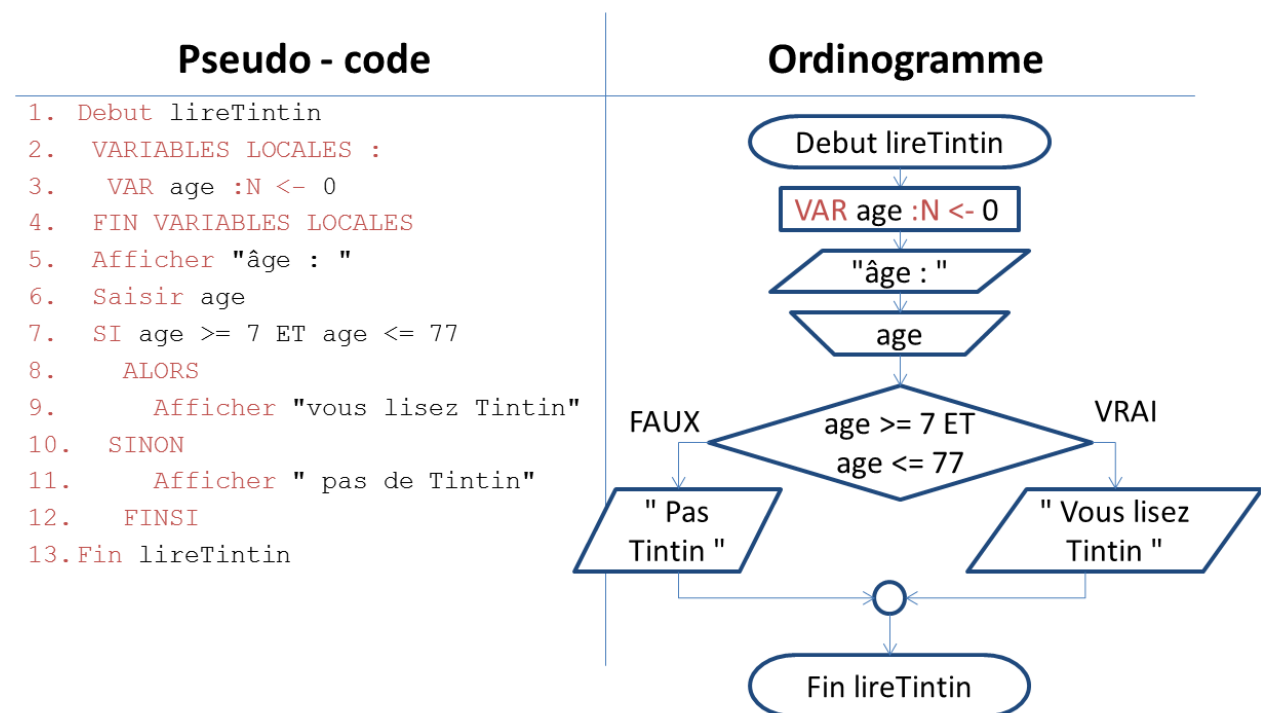 Pseudo - code
1. Debut lireTintin
2. VARIABLES LOCALES :
3. VAR age :N <- 0
4. FIN VARIABLES LOCALES
5. Afficher "âge : "
6. Saisir age
7. SI age >= 7 ET age <= 77
8. ALORS
9. Afficher "vous lisez Tintin"
10. SINON
11. Afficher " pas de Tintin"
12. FINSI
13. Fin lireTintin
Ordinogramme
Debut lireTintin
VAR age :N <- 0
"âge : "
age
FAUX
age >= 7 ET
age <= 77
VRAI
" Pas
Tintin "
" Vous lisez
Tintin "
Fin lireTintin